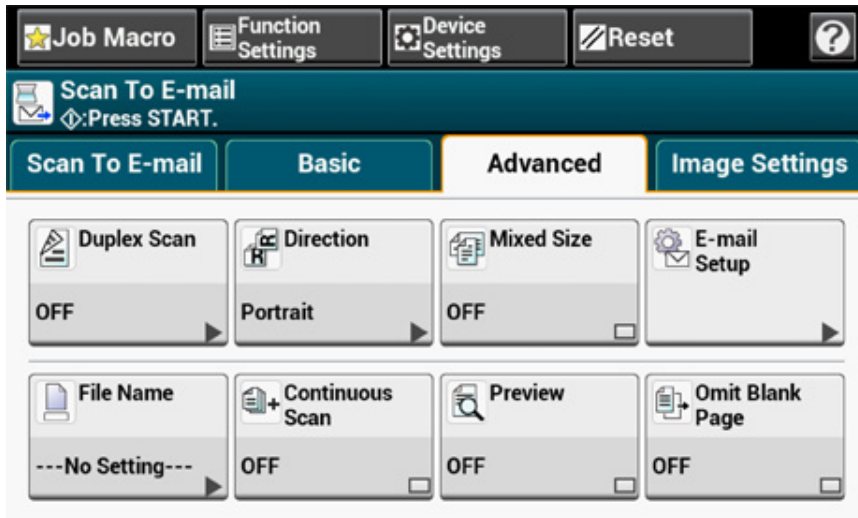 Job Macro
Function
Settings
Device
Settings
Reset
?
Scan To E-mail
:Press START.
Scan To E-mail
Basic
Advanced
Image Settings
Duplex Scan
OFF
Direction
Portrait
Mixed Size
OFF
E-mail
Setup
File Name
---No Setting---
Continuous
Scan
OFF
Preview
OFF
Omit Blank
Page
OFF